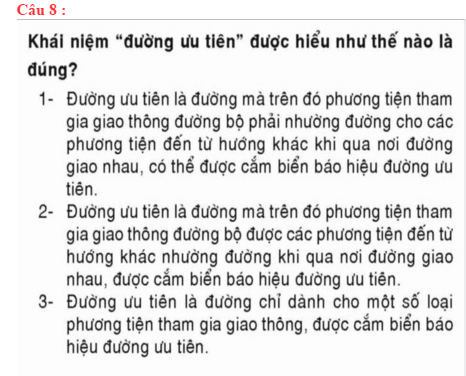 Câu 8 :
Khái niệm “đường ưu tiên” được hiểu như thế nào là
đúng?
1- Đường ưu tiên là đường mà trên đó phương tiện tham
gia giao thông đường bộ phải nhường đường cho các
phương tiện đến từ hướng khác khi qua nơi đường
giao nhau, có thể được cắm biển báo hiệu đường ưu
tiên.
2- Đường ưu tiên là đường mà trên đó phương tiện tham
gia giao thông đường bộ được các phương tiện đến từ
hướng khác nhường đường khi qua nơi đường giao
nhau, được cắm biển báo hiệu đường ưu tiên.
3- Đường ưu tiên là đường chỉ dành cho một số loại
phương tiện tham gia giao thông, được cắm biển báo
hiệu đường ưu tiên.